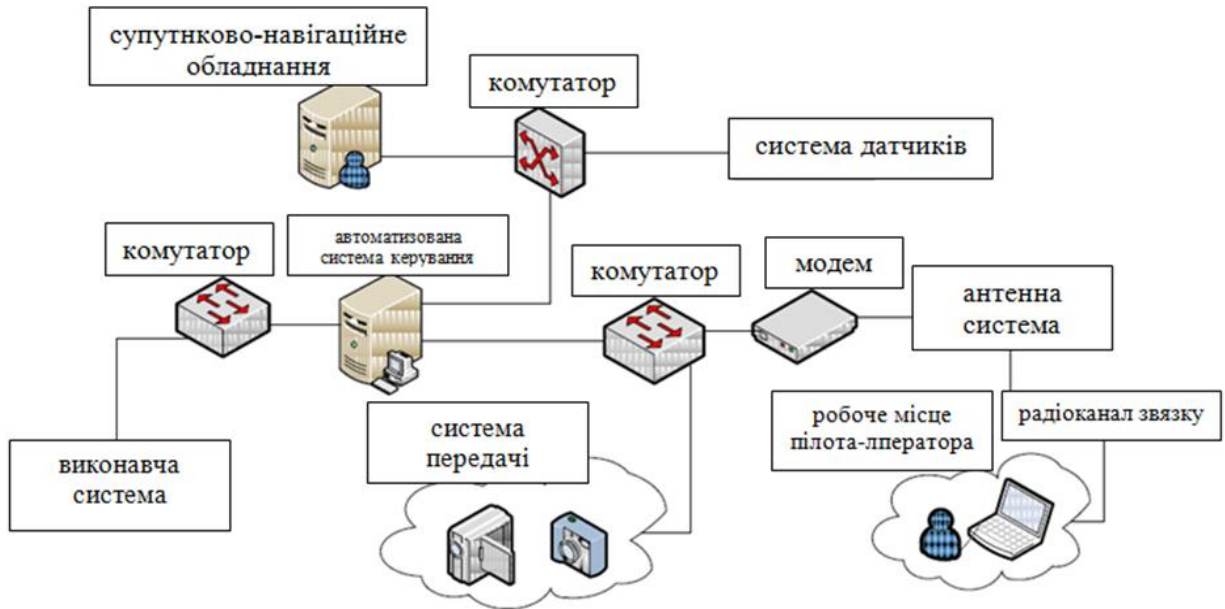 супутнково-навігаційне
обладнання
комутатор
система датчиків
комутатор
автоматизована
система керування
комутатор
модем
антенна
система
виконавча
система
система
передачі
робоче місце
пілота-лператора
радіоканал звязку